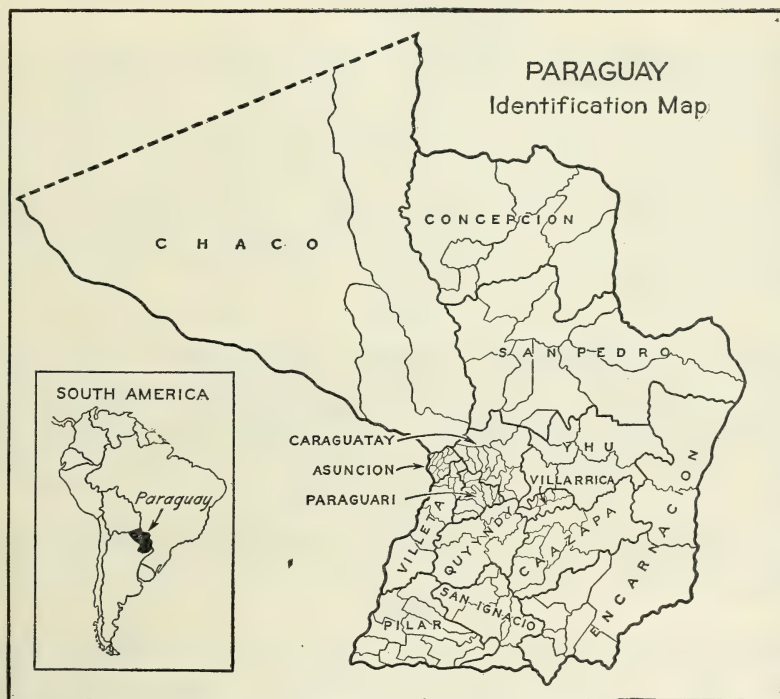 PARAGUAY
Identification Map
CONCEPCION
CHACO
SAN PEDRO
SOUTH AMERICA
Paraguay
CARAGUATAY
YHU
ASUNCION
VILLARRICA
PARAGUARI
VILLETA
QUYNDY
CAAZAPA
ENCARNACION
SAN IGNACIO
PILAR